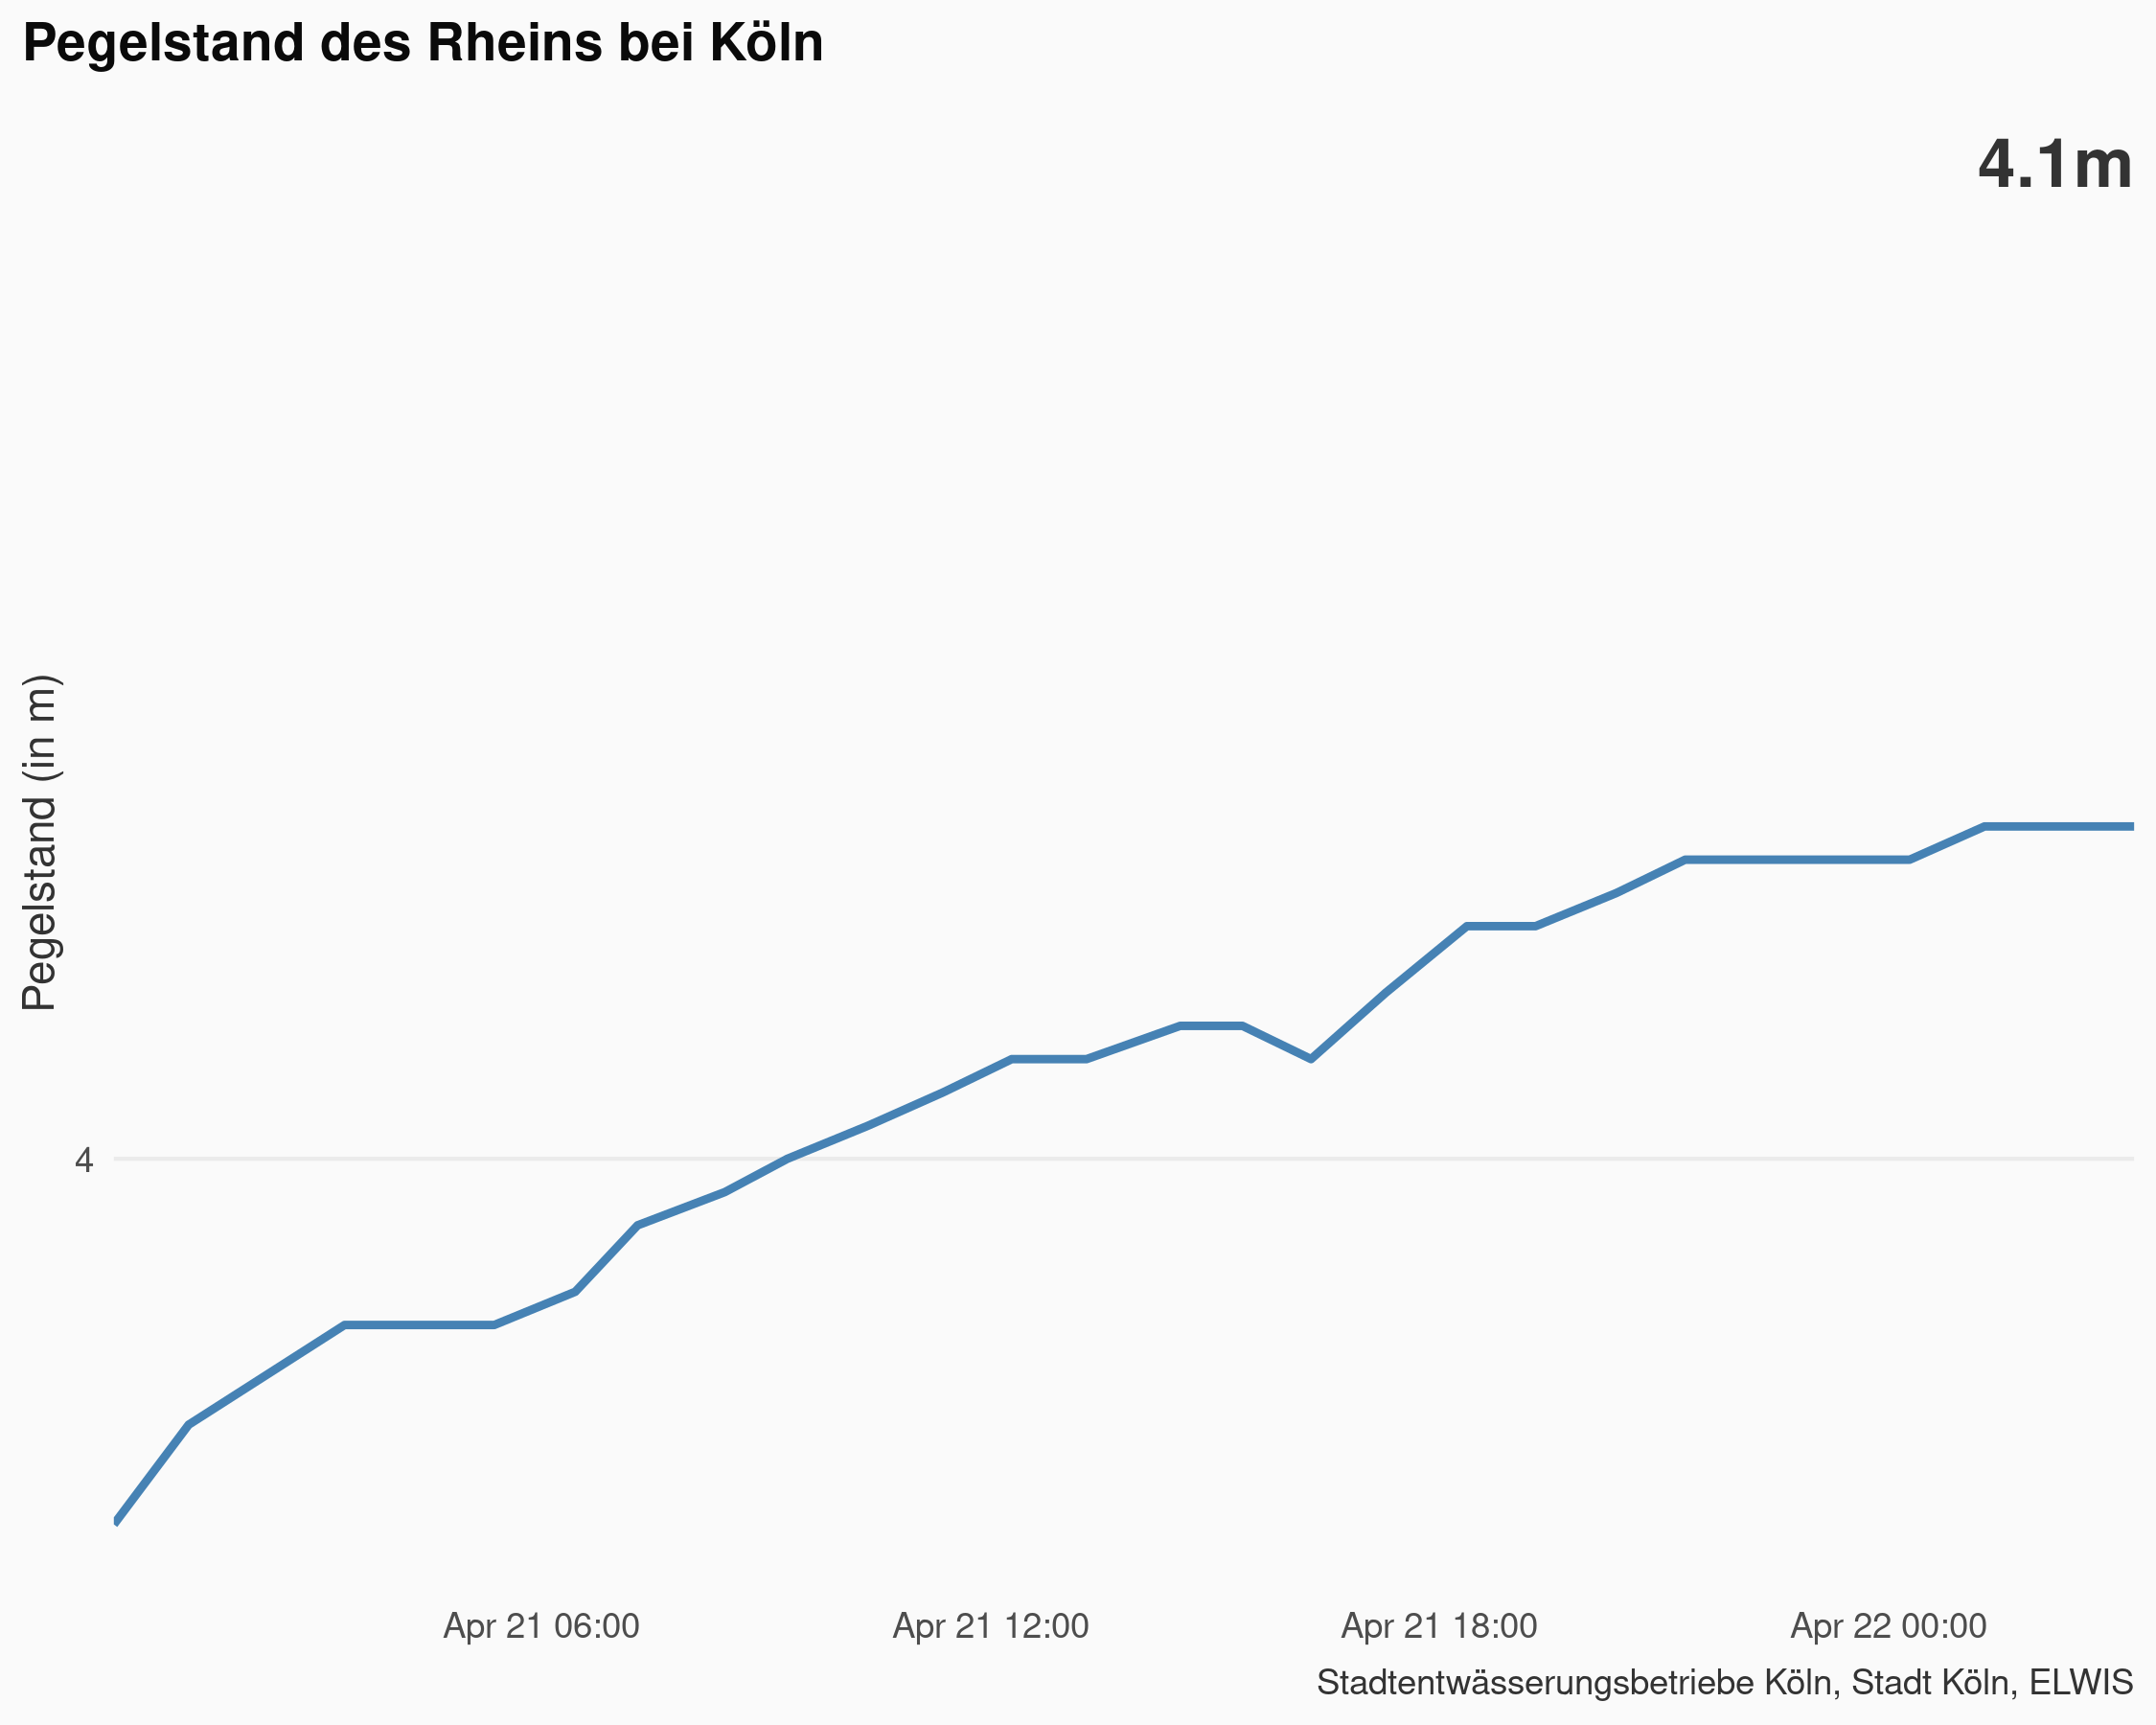 Pegelstand des Rheins bei Köln
4.1m
Pegelstand (in m)
4
Apr 21 06:00 Apr 21 12:00 Apr 21 18:00 Apr 22 00:00
Stadtentwässerungsbetriebe Köln, Stadt Köln, ELWIS